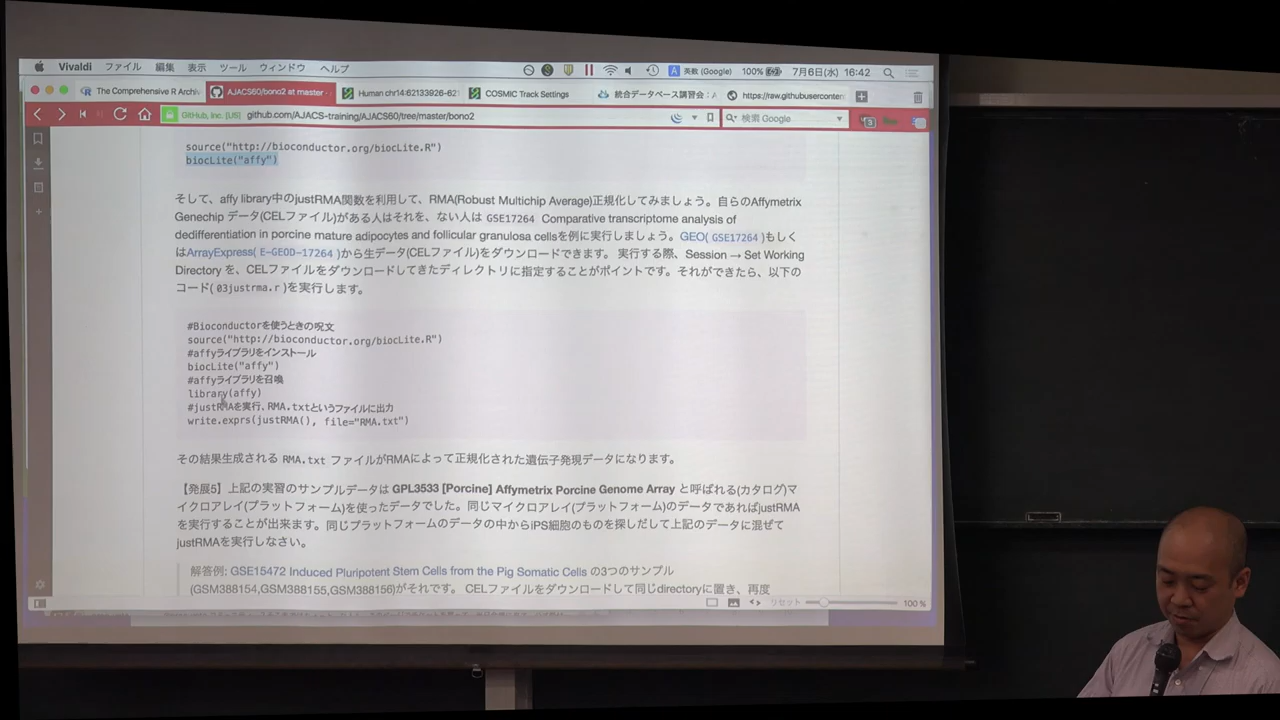 Vivaldi ファイル 編集 表示 ツール ウィンドウ ヘルプ 英数 (Google) 100% 7月6日(水) 16:42
The Comprehensive R Archiv AJACS60/bono2 at master · Human chr14:62133926-621 COSMIC Track Settings 統合データベース講習会：A https://raw.githubuserconten
GitHub, Inc. [US] github.com/AJACS-training/AJACS60/tree/master/bono2 検索 Google
source("http://bioconductor.org/biocLite.R")
biocLite("affy")
そして、affy library中のjustRMA関数を利用して、RMA(Robust Multichip Average)正規化してみましょう。自らのAffymetrix
Genechip データ(CELファイル)がある人はそれを、ない人は GSE17264 Comparative transcriptome analysis of
dedifferentiation in porcine mature adipocytes and follicular granulosa cellsを例に実行しましょう。GEO( GSE17264 )もしく
はArrayExpress( E-GEOD-17264 )から生データ(CELファイル)をダウンロードできます。 実行する際、Session → Set Working
Directory を、CELファイルをダウンロードしてきたディレクトリに指定することがポイントです。それができたら、以下の
コード( 03justrma.r )を実行します。
#Bioconductorを使うときの呪文
source("http://bioconductor.org/biocLite.R")
#affyライブラリをインストール
biocLite("affy")
#affyライブラリを召喚
library(affy)
#justRMAを実行、RMA.txtというファイルに出力
write.exprs(justRMA(), file="RMA.txt")
その結果生成される RMA.txt ファイルがRMAによって正規化された遺伝子発現データになります。
【発展5】上記の実習のサンプルデータは GPL3533 [Porcine] Affymetrix Porcine Genome Array と呼ばれる(カタログ)マ
イクロアレイ(プラットフォーム)を使ったデータでした。同じマイクロアレイ(プラットフォーム)のデータであればjustRMA
を実行することが出来ます。同じプラットフォームのデータの中からiPS細胞のものを探しだして上記のデータに混ぜて
justRMAを実行しなさい。
解答例: GSE15472 Induced Pluripotent Stem Cells from the Pig Somatic Cells の3つのサンプル
(GSM388154,GSM388155,GSM388156)がそれです。 CELファイルをダウンロードして同じdirectoryに置き、再度
リセット 100 %